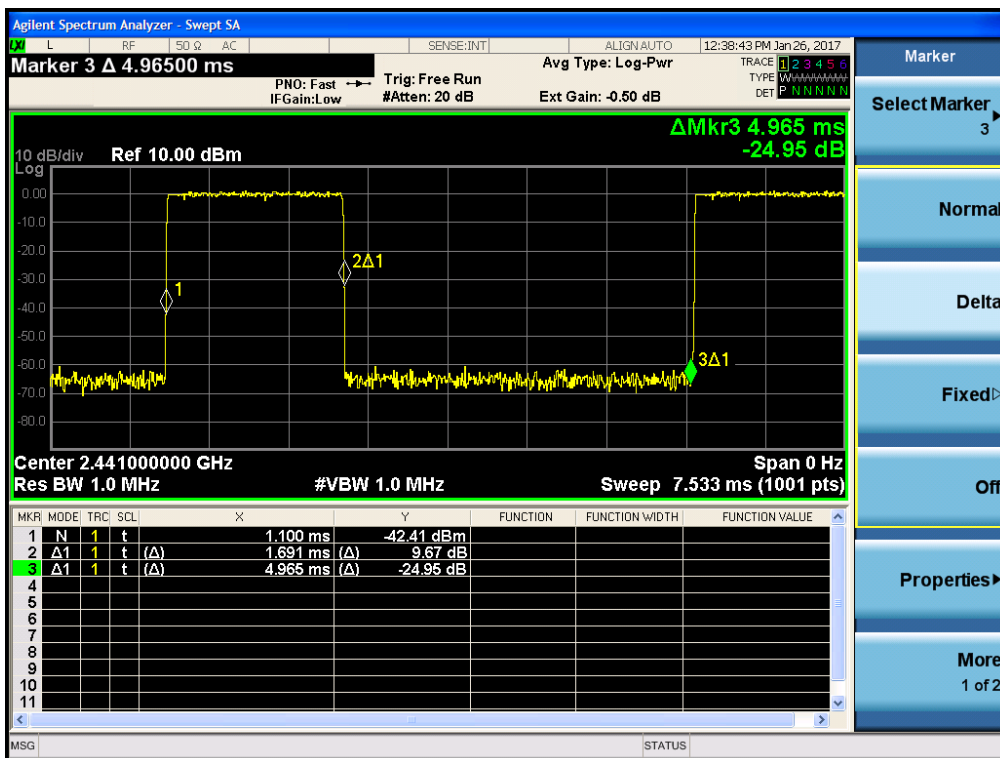 Agilent Spectrum Analyzer - Swept SA
LXI L RF 50 Ω AC SENSE:INT ALIGNAUTO 12:38:43 PM Jan 26, 2017
Marker 3 Δ 4.96500 ms
PNO: Fast
IFGain:Low
Trig: Free Run
#Atten: 20 dB
Avg Type: Log-Pwr
Ext Gain: -0.50 dB
TRACE 1 2 3 4 5 6
TYPE
DET P N N N N N
ΔMkr3 4.965 ms
-24.95 dB
10 dB/div Ref 10.00 dBm
Log
0.00
-10.0
-20.0
-30.0
-40.0
-50.0
-60.0
-70.0
-80.0
1
2Δ1
3Δ1
Center 2.441000000 GHz Span 0 Hz
Res BW 1.0 MHz #VBW 1.0 MHz Sweep 7.533 ms (1001 pts)
MKR MODE TRC SCL X Y FUNCTION FUNCTION WIDTH FUNCTION VALUE
1 N 1 t 1.100 ms -42.41 dBm
2 Δ1 1 t (Δ) 1.691 ms (Δ) 9.67 dB
3 Δ1 1 t (Δ) 4.965 ms (Δ) -24.95 dB
4
5
6
7
8
9
10
11
MSG STATUS
Marker
Select Marker
3
Normal
Delta
Fixed
Off
Properties
More
1 of 2